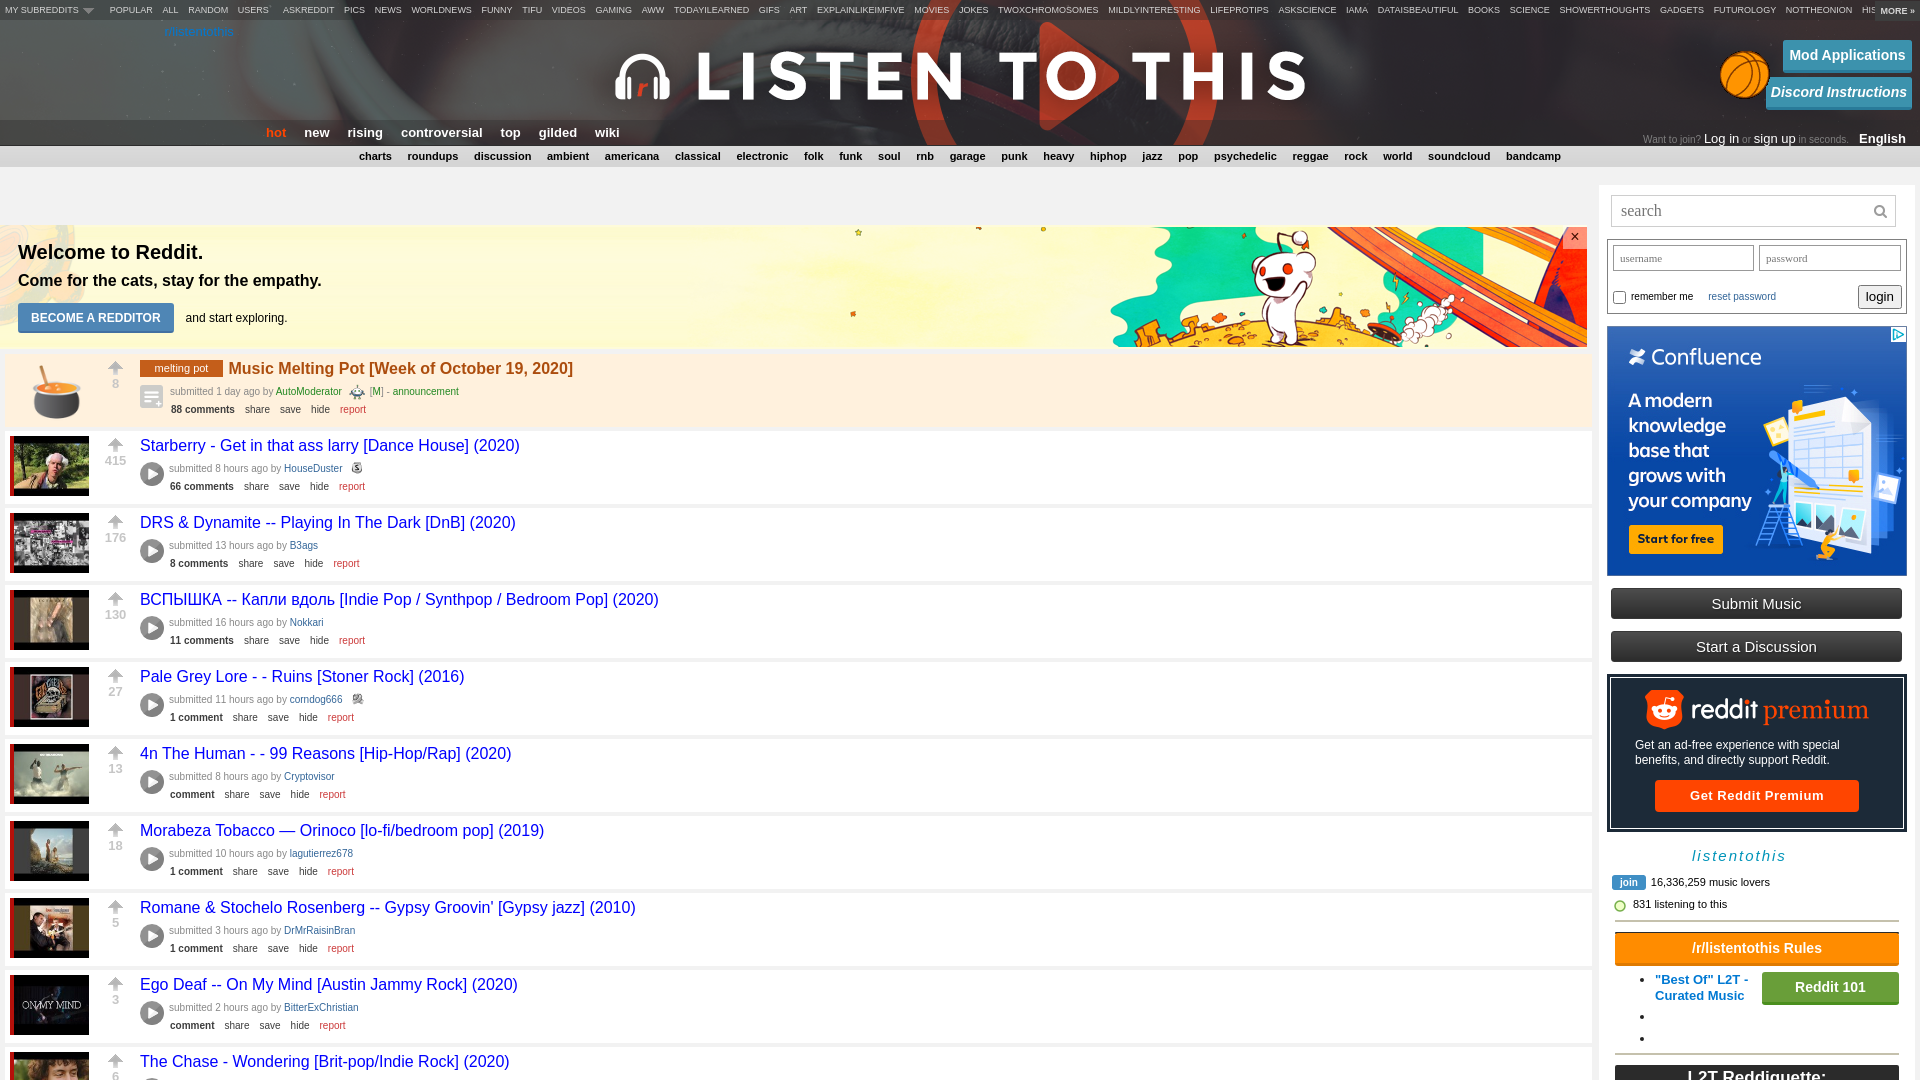 MY SUBREDDITS POPULAR ALL RANDOM USERS ASKREDDIT PICS NEWS WORLDNEWS FUNNY TIFU VIDEOS GAMING AWW TODAYILEARNED GIFS ART EXPLAINLIKEIMFIVE MOVIES JOKES TWOXCHROMOSOMES MILDLYINTERESTING LIFEPROTIPS ASKSCIENCE IAMA DATAISBEAUTIFUL BOOKS SCIENCE SHOWERTHOUGHTS GADGETS FUTUROLOGY NOTTHEONION HIS MORE »
LISTEN TO THIS
Mod Applications
Discord Instructions
hot new rising controversial top gilded wiki
Want to join? Log in or sign up in seconds. English
charts roundups discussion ambient americana classical electronic folk funk soul rnb garage punk heavy hiphop jazz pop psychedelic reggae rock world soundcloud bandcamp
Welcome to Reddit.
Come for the cats, stay for the empathy.
BECOME A REDDITOR and start exploring.
×
8
melting pot Music Melting Pot [Week of October 19, 2020]
submitted 1 day ago by AutoModerator [M] - announcement
88 comments share save hide report
415
Starberry - Get in that ass larry [Dance House] (2020)
submitted 8 hours ago by HouseDuster
66 comments share save hide report
176
DRS & Dynamite -- Playing In The Dark [DnB] (2020)
submitted 13 hours ago by B3ags
8 comments share save hide report
130
ВСПЫШКА -- Капли вдоль [Indie Pop / Synthpop / Bedroom Pop] (2020)
submitted 16 hours ago by Nokkari
11 comments share save hide report
27
Pale Grey Lore - - Ruins [Stoner Rock] (2016)
submitted 11 hours ago by corndog666
1 comment share save hide report
13
4n The Human - - 99 Reasons [Hip-Hop/Rap] (2020)
submitted 8 hours ago by Cryptovisor
comment share save hide report
18
Morabeza Tobacco — Orinoco [lo-fi/bedroom pop] (2019)
submitted 10 hours ago by lagutierrez678
1 comment share save hide report
5
Romane & Stochelo Rosenberg -- Gypsy Groovin' [Gypsy jazz] (2010)
submitted 3 hours ago by DrMrRaisinBran
1 comment share save hide report
ON MY MIND
3
Ego Deaf -- On My Mind [Austin Jammy Rock] (2020)
submitted 2 hours ago by BitterExChristian
comment share save hide report
6
The Chase - Wondering [Brit-pop/Indie Rock] (2020)
search
username password
remember me reset password login
Confluence
A modern
knowledge
base that
grows with
your company
Start for free
Submit Music
Start a Discussion
reddit premium
Get an ad-free experience with special
benefits, and directly support Reddit.
Get Reddit Premium
listentothis
join 16,336,259 music lovers
831 listening to this
/r/listentothis Rules
"Best Of" L2T -
Curated Music
Reddit 101
L2T Reddiquette: